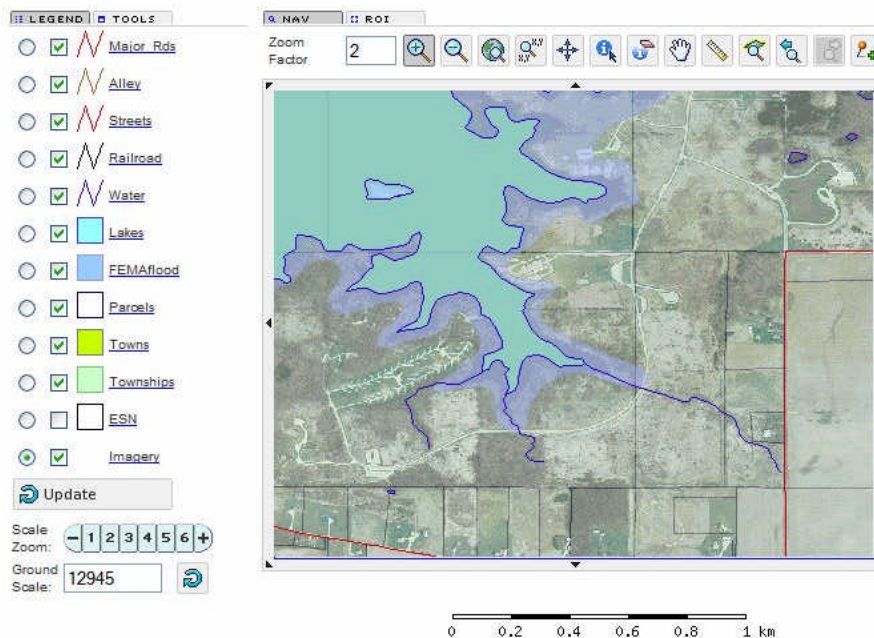 LEGEND TOOLS
NAV ROI
Major_Rds
Alley
Streets
Railroad
Water
Lakes
FEMAflood
Parcels
Towns
Townships
ESN
Imagery
Update
Scale Zoom: − 1 2 3 4 5 6 +
Ground Scale: 12945
Zoom Factor 2
x,y
x,y
0 0.2 0.4 0.6 0.8 1 km